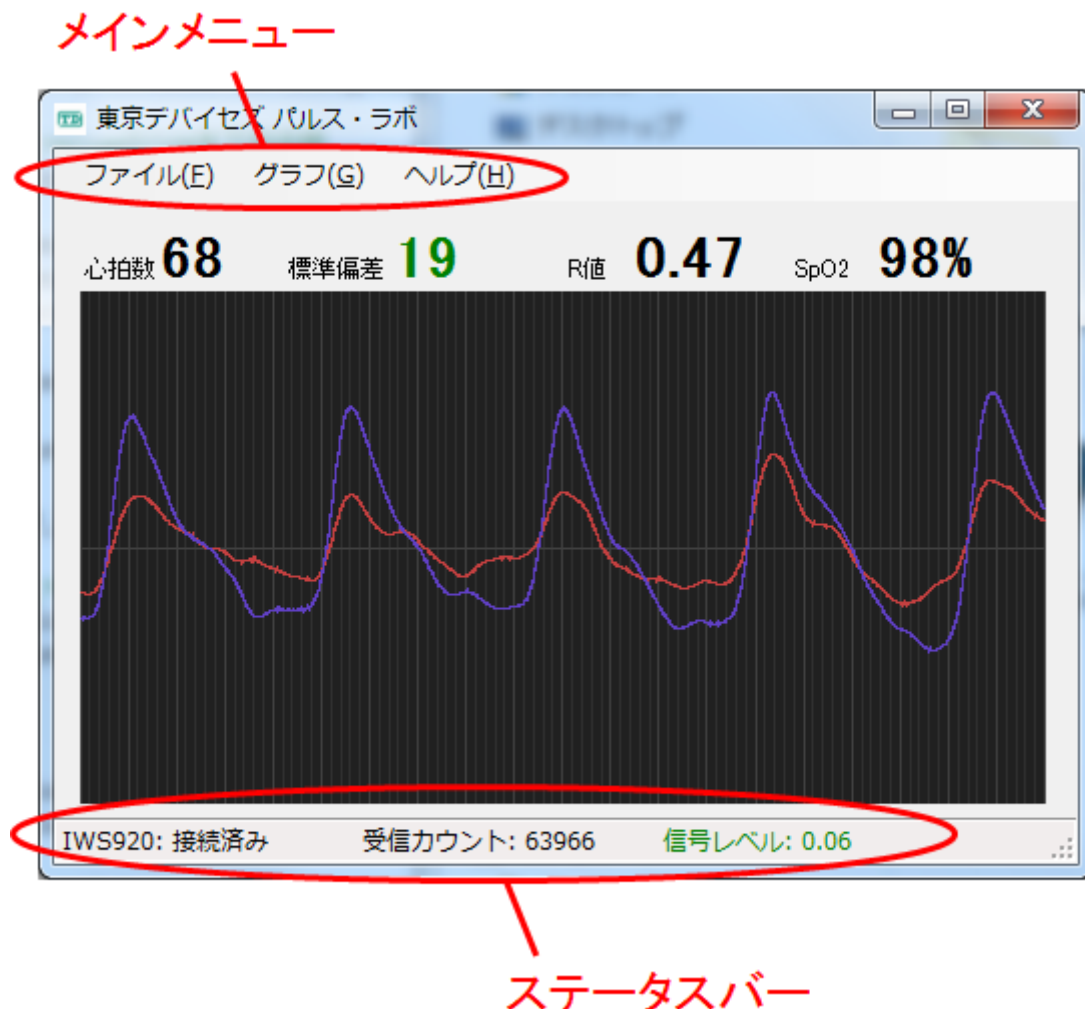 メインメニュー
TD 東京デバイセズ パルス・ラボ
ファイル(F) グラフ(G) ヘルプ(H)
心拍数 68 標準偏差 19 R値 0.47 SpO2 98%
IWS920: 接続済み 受信カウント: 63966 信号レベル: 0.06
ステータスバー